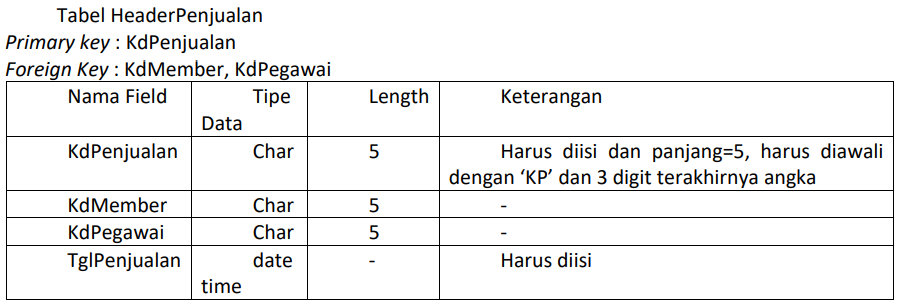 Tabel HeaderPenjualan
Primary key : KdPenjualan
Foreign Key : KdMember, KdPegawai
Nama Field Tipe Data Length Keterangan
KdPenjualan Char 5 Harus diisi dan panjang=5, harus diawali
dengan ‘KP’ dan 3 digit terakhirnya angka
KdMember Char 5 -
KdPegawai Char 5 -
TglPenjualan date time - Harus diisi